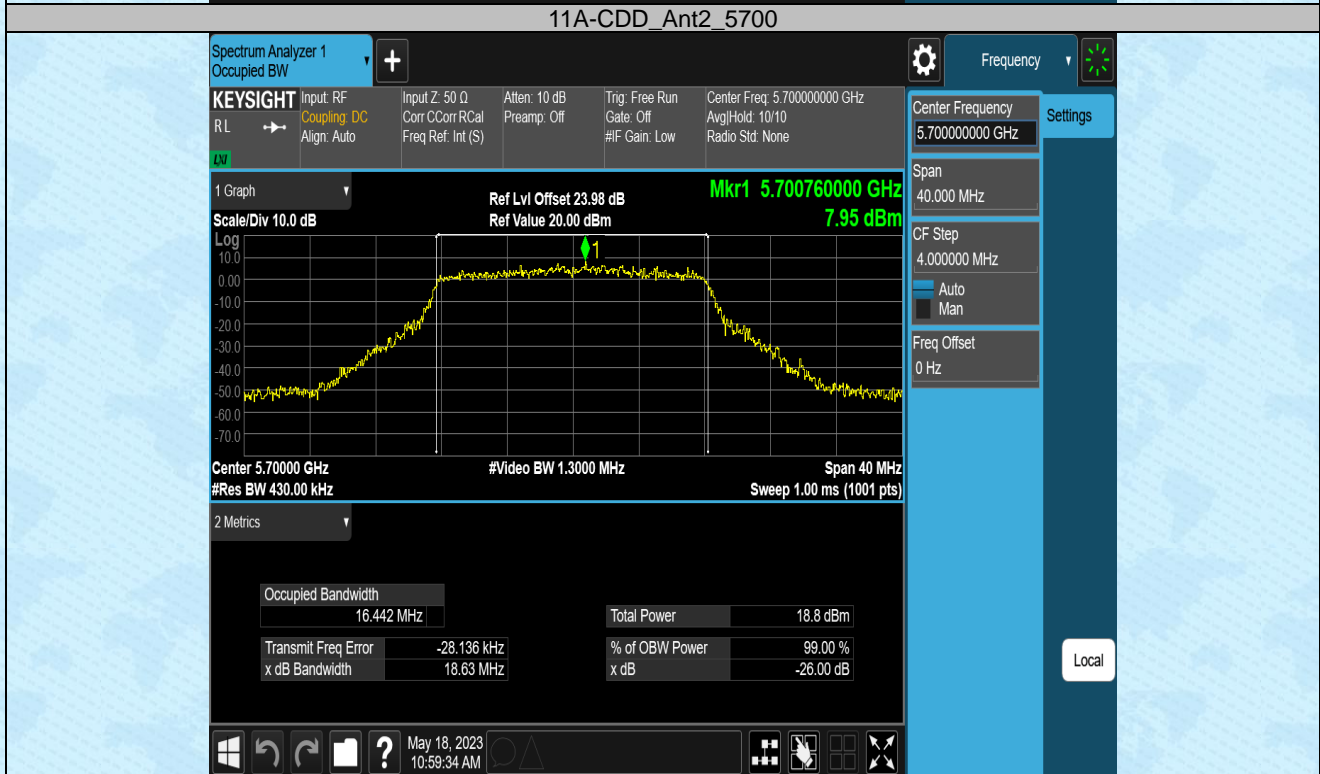 11A-CDD_Ant2_5700
Spectrum Analyzer 1
Occupied BW
+
Frequency
KEYSIGHT
RL
LXI
Input: RF
Coupling: DC
Align: Auto
Input Z: 50 Ω
Corr CCorr RCal
Freq Ref: Int (S)
Atten: 10 dB
Preamp: Off
Trig: Free Run
Gate: Off
#IF Gain: Low
Center Freq: 5.700000000 GHz
Avg|Hold: 10/10
Radio Std: None
Center Frequency
5.700000000 GHz
Settings
Span
40.000 MHz
CF Step
4.000000 MHz
Auto
Man
Freq Offset
0 Hz
Local
1 Graph
Scale/Div 10.0 dB
Ref Lvl Offset 23.98 dB
Ref Value 20.00 dBm
Mkr1 5.700760000 GHz
7.95 dBm
Log
1
10.0
0.00
-10.0
-20.0
-30.0
-40.0
-50.0
-60.0
-70.0
Center 5.70000 GHz
#Video BW 1.3000 MHz
Span 40 MHz
#Res BW 430.00 kHz
Sweep 1.00 ms (1001 pts)
2 Metrics
Occupied Bandwidth
16.442 MHz
Total Power 18.8 dBm
Transmit Freq Error -28.136 kHz
% of OBW Power 99.00 %
x dB Bandwidth 18.63 MHz
x dB -26.00 dB
?
May 18, 2023
10:59:34 AM